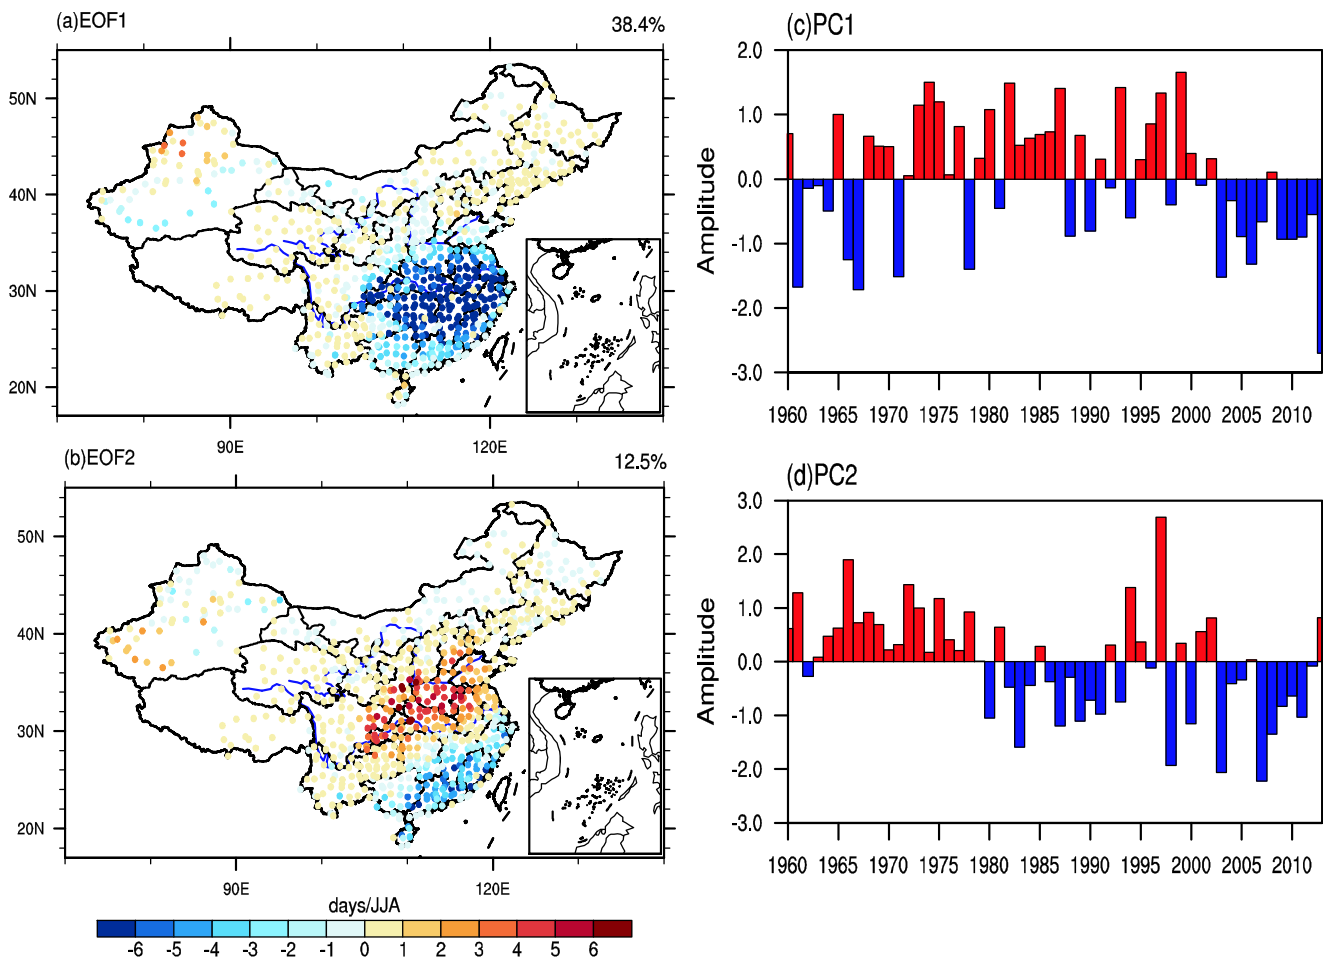 (a)EOF1 38.4%
50N
40N
30N
20N
90E 120E
(c)PC1
Amplitude
2.0
1.0
0.0
-1.0
-2.0
-3.0
1960 1965 1970 1975 1980 1985 1990 1995 2000 2005 2010
(b)EOF2 12.5%
50N
40N
30N
20N
90E 120E
(d)PC2
Amplitude
3.0
2.0
1.0
0.0
-1.0
-2.0
-3.0
1960 1965 1970 1975 1980 1985 1990 1995 2000 2005 2010
days/JJA
-6 -5 -4 -3 -2 -1 0 1 2 3 4 5 6